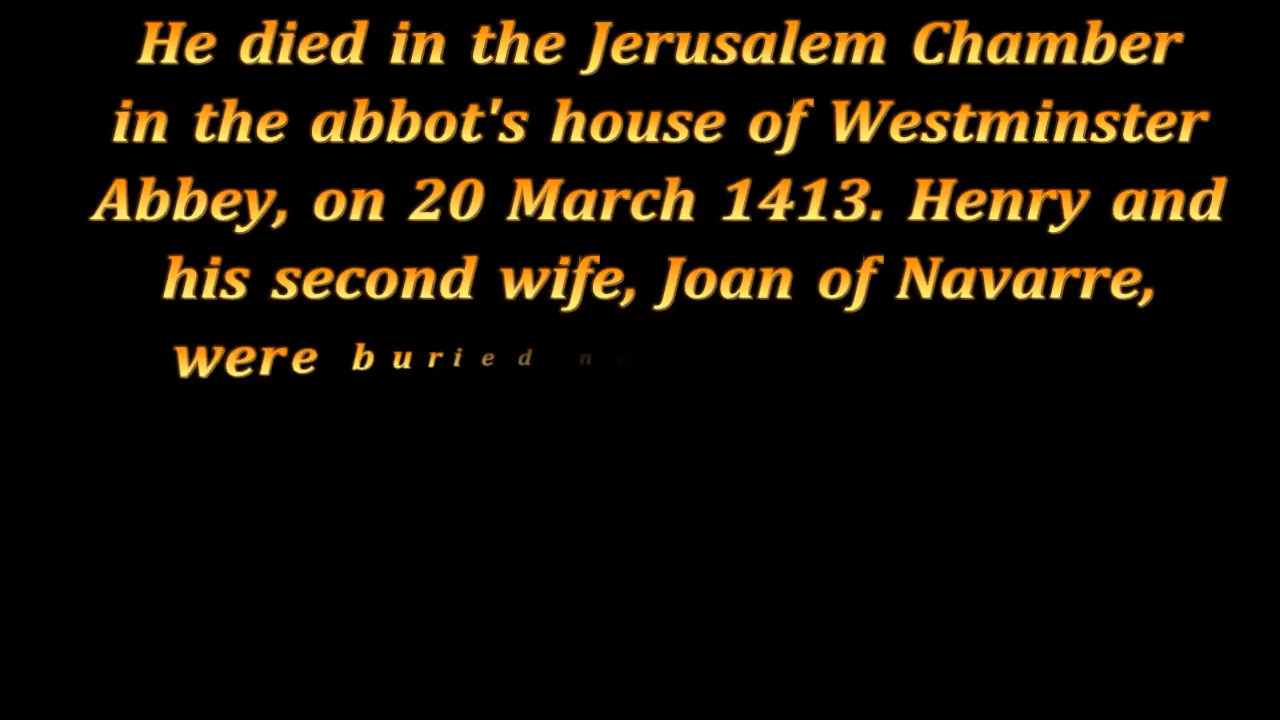 He died in the Jerusalem Chamber
in the abbot's house of Westminster
Abbey, on 20 March 1413. Henry and
his second wife, Joan of Navarre,
were buried